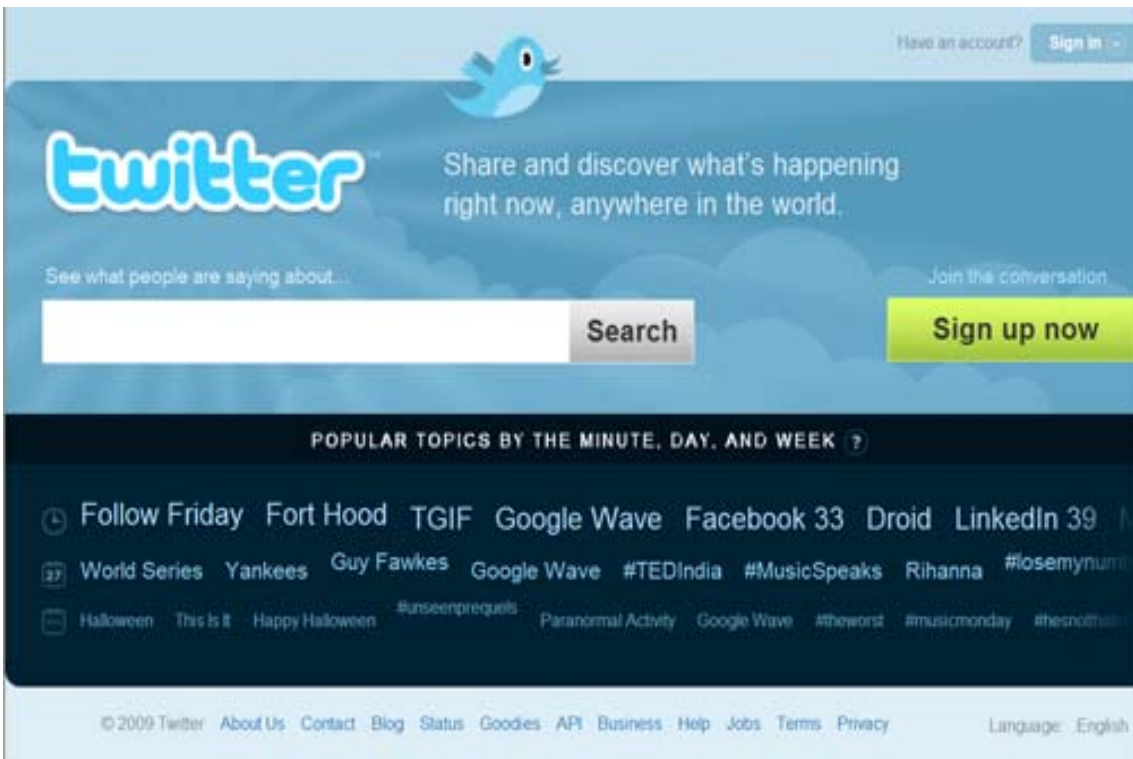 Have an account? Sign in
twitter™
Share and discover what's happening
right now, anywhere in the world.
See what people are saying about...
Search
Join the conversation
Sign up now
POPULAR TOPICS BY THE MINUTE, DAY, AND WEEK ?
Follow Friday Fort Hood TGIF Google Wave Facebook 33 Droid LinkedIn 39
27 World Series Yankees Guy Fawkes Google Wave #TEDIndia #MusicSpeaks Rihanna
Halloween This Is It Happy Halloween #unseenprequels Paranormal Activity Google Wave #theworst #musicmonday
© 2009 Twitter About Us Contact Blog Status Goodies API Business Help Jobs Terms Privacy Language: English